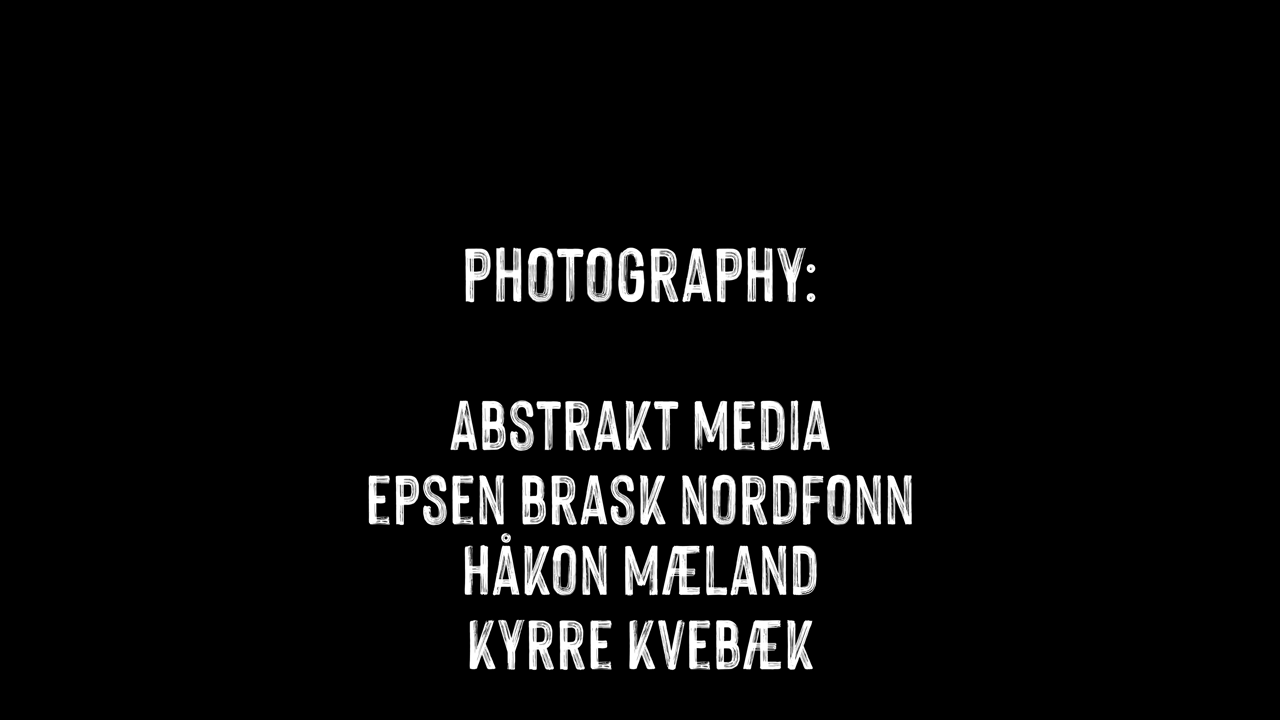 PHOTOGRAPHY:
ABSTRAKT MEDIA
EPSEN BRASK NORDFONN
HÅKON MÆLAND
KYRRE KVEBÆK